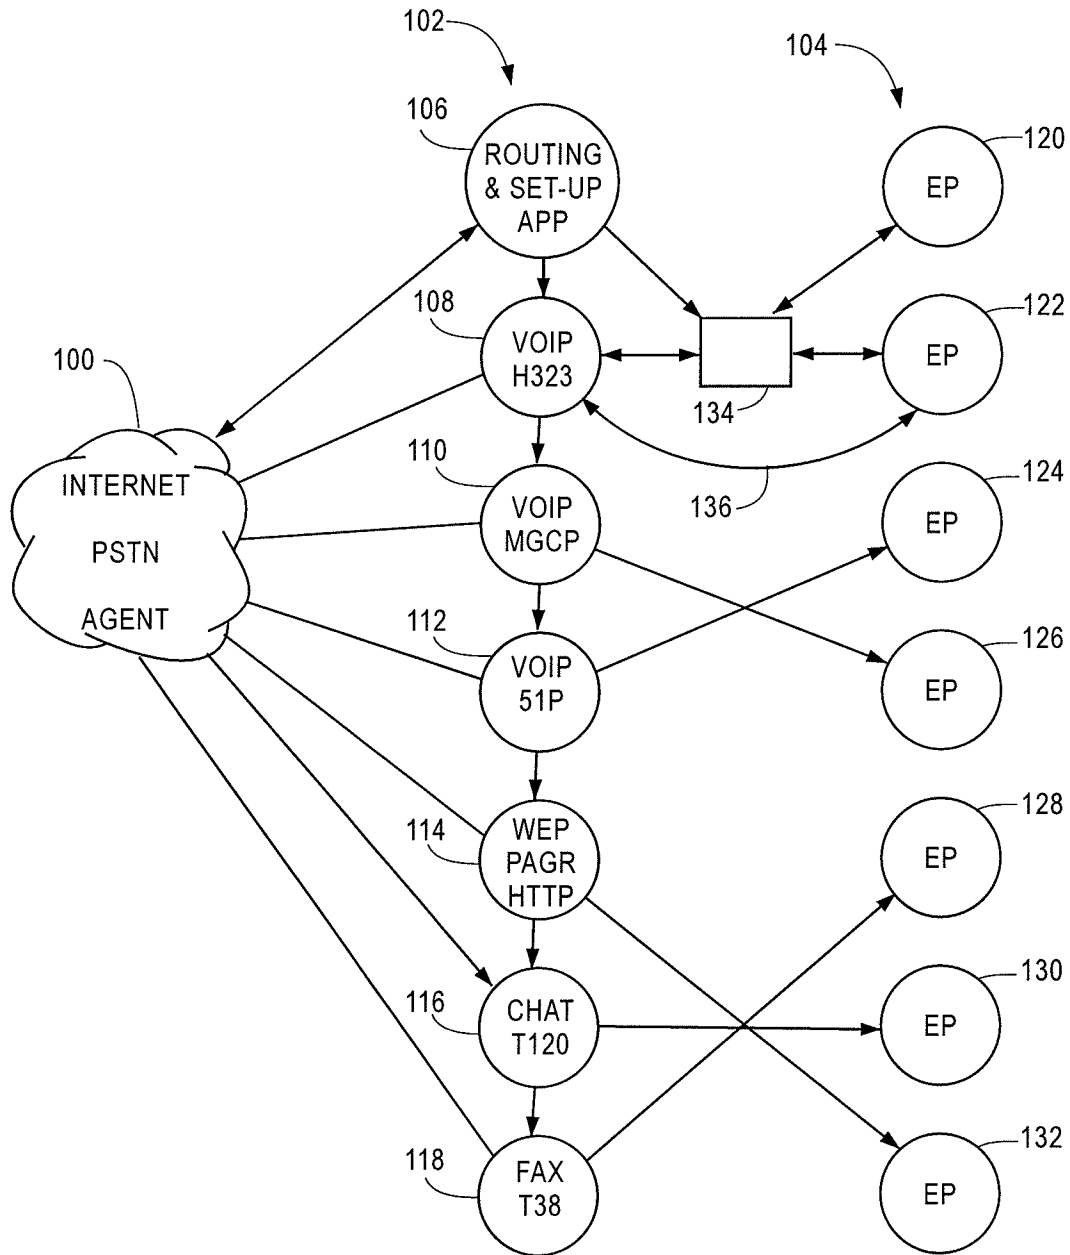 102
104
106
120
ROUTING
& SET-UP
APP
EP
108
122
VOIP
H323
EP
100
134
110
124
INTERNET
136
VOIP
MGCP
EP
PSTN
AGENT
112
126
VOIP
51P
EP
128
114
WEP
PAGR
HTTP
EP
130
116
CHAT
T120
EP
132
118
FAX
T38
EP